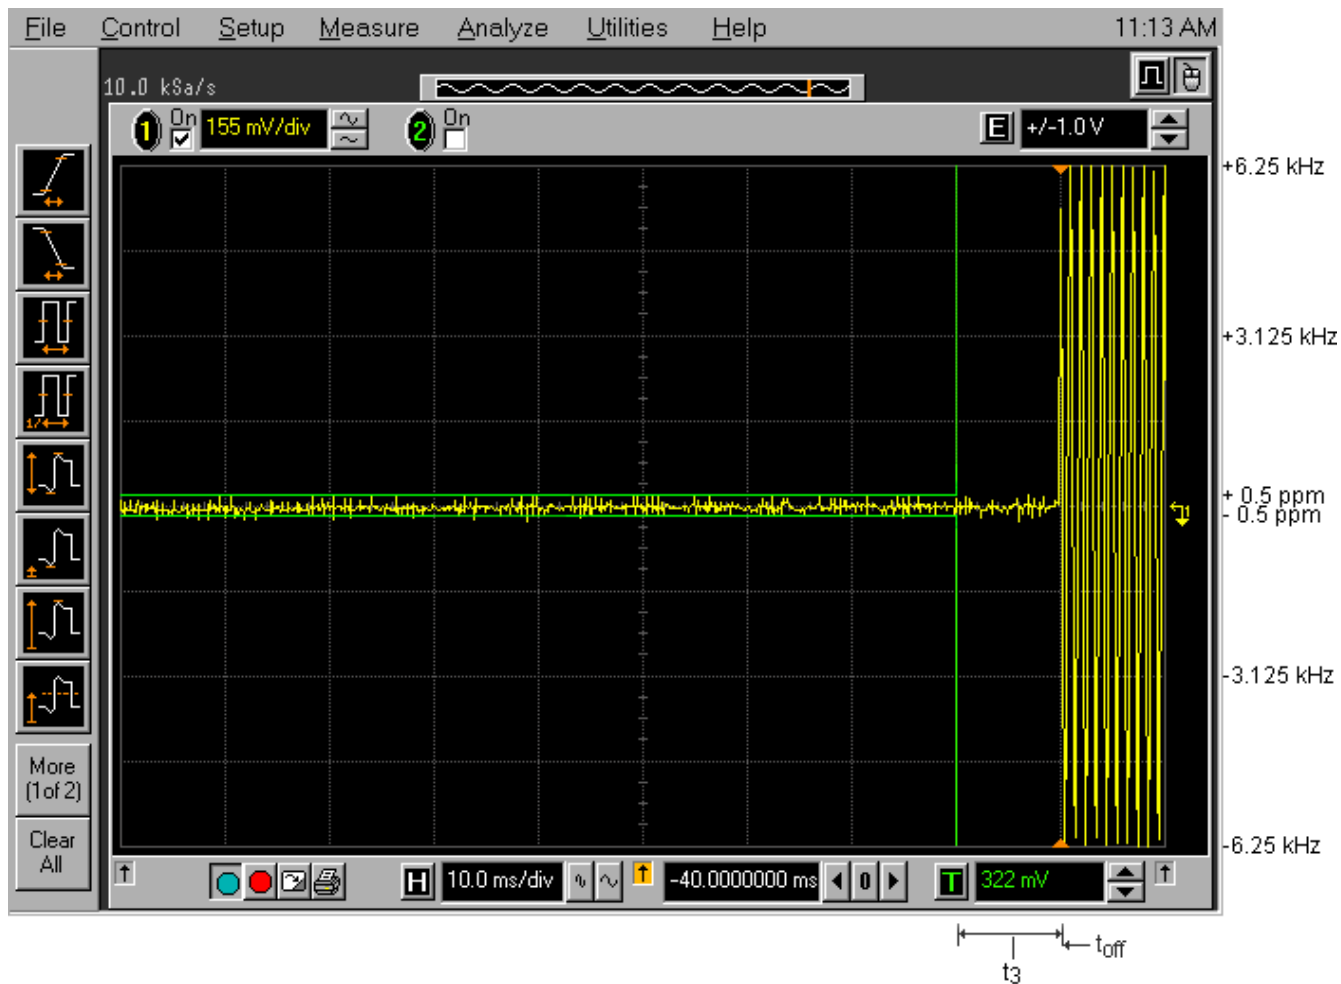 File Control Setup Measure Analyze Utilities Help 11:13 AM
10.0 kSa/s
1 On 155 mV/div 2 On E +/-1.0 V
+6.25 kHz
+3.125 kHz
+ 0.5 ppm
- 0.5 ppm
1
-3.125 kHz
-6.25 kHz
1/
More
(1of 2)
Clear
All
H 10.0 ms/div -40.0000000 ms 0 T 322 mV
t3
toff